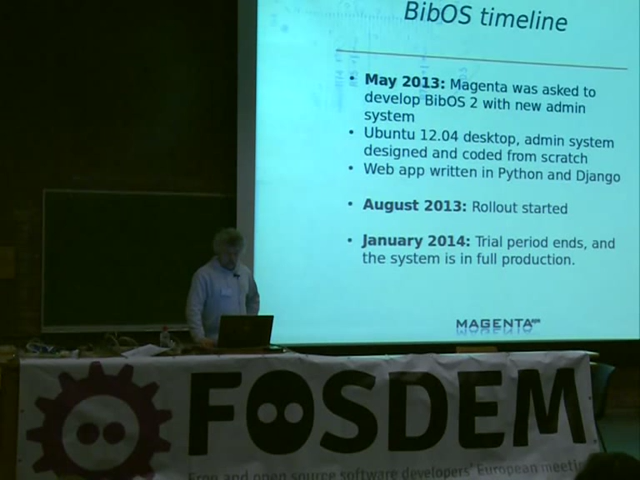 BibOS timeline
• May 2013: Magenta was asked to
develop BibOS 2 with new admin
system
• Ubuntu 12.04 desktop, admin system
designed and coded from scratch
• Web app written in Python and Django
• August 2013: Rollout started
• January 2014: Trial period ends, and
the system is in full production.
MAGENTA
FOSDEM
Free and open source software developers' European meetin